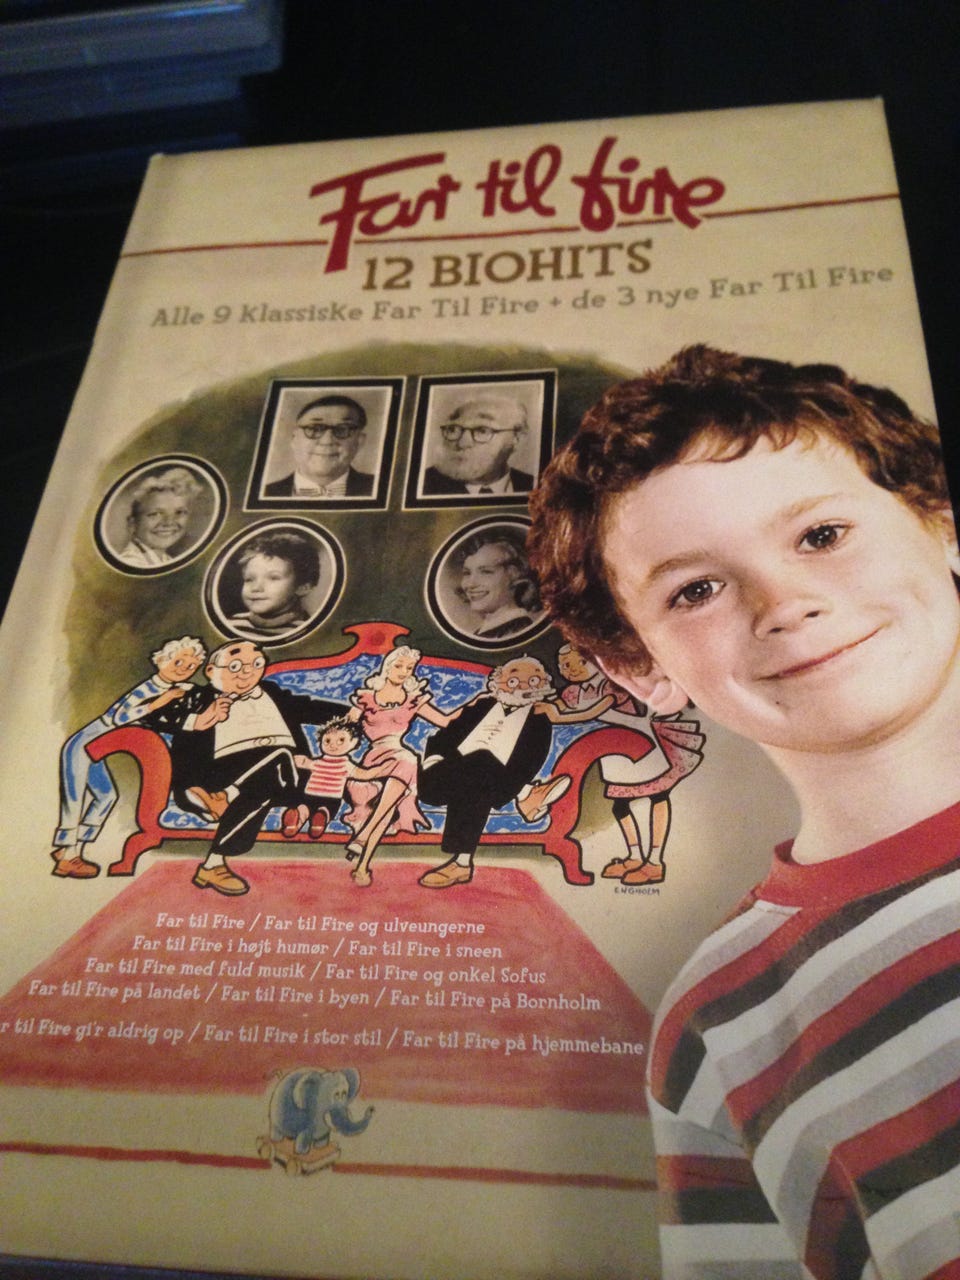 Far til fire
12 BIOHITS
Alle 9 klassiske Far Til Fire + de 3 nye Far Til Fire
ENGHOLM
Far til Fire / Far til Fire og ulveungerne
Far til Fire i højt humør / Far til Fire i sneen
Far til Fire med fuld musik / Far til Fire og onkel Sofus
Far til Fire på landet / Far til Fire i byen / Far til Fire på Bornholm
r til Fire gi'r aldrig op / Far til Fire i stor stil / Far til Fire på hjemmebane